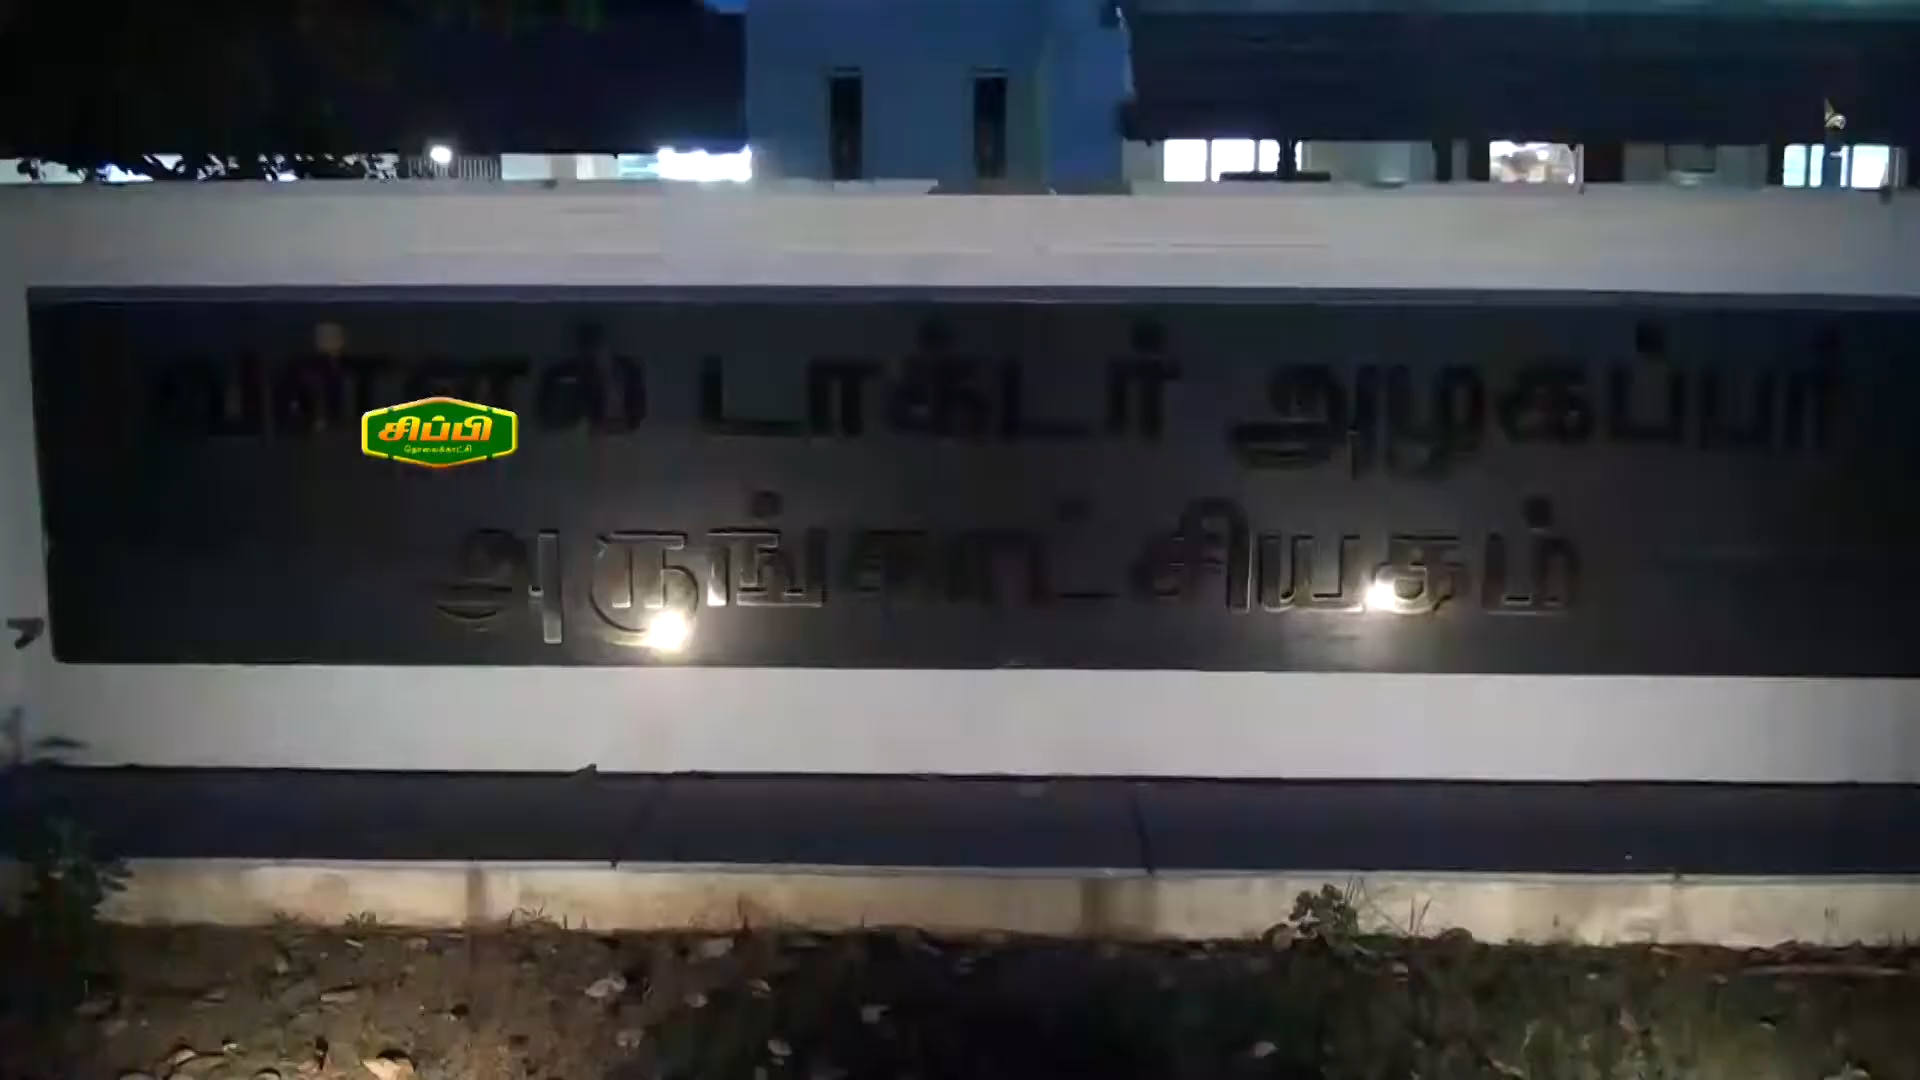 வள்ளல் டாக்டர் அழகப்பர்
அருங்காட்சியகம்
சிப்பி
தொலைக்காட்சி